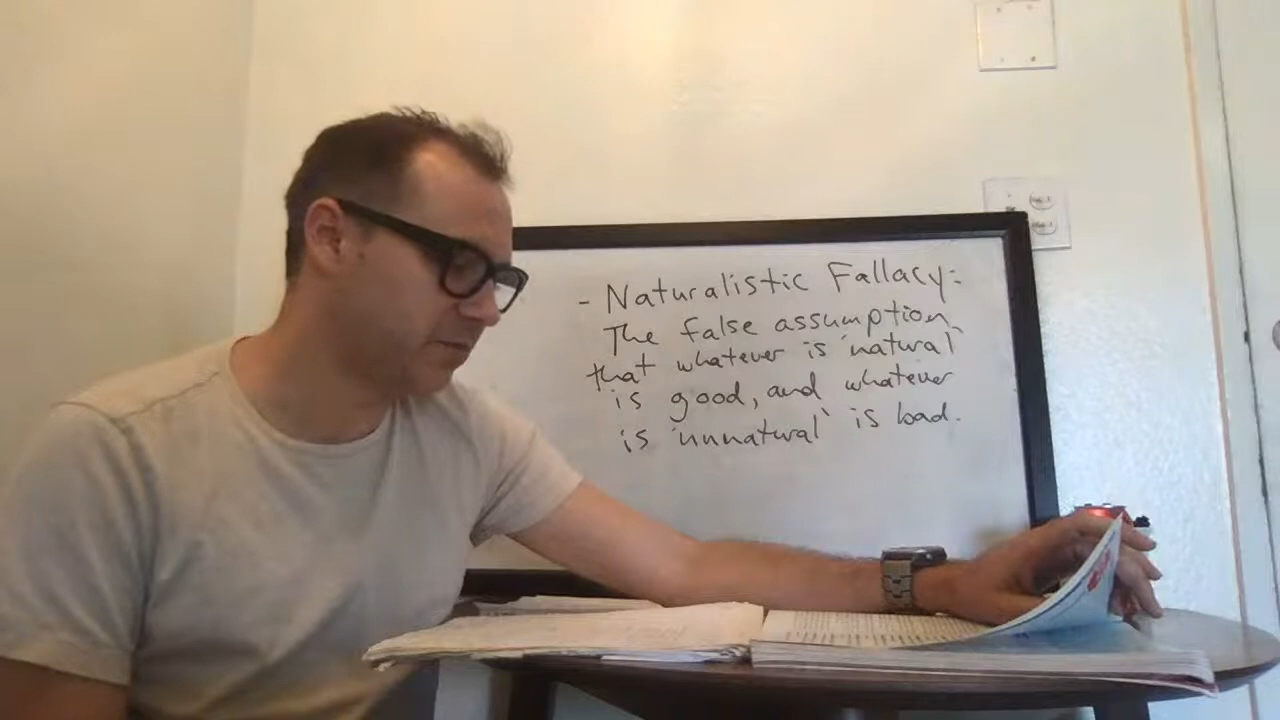 - Naturalistic Fallacy:
The false assumption
that whatever is 'natural'
is good, and whatever
is 'unnatural' is bad.